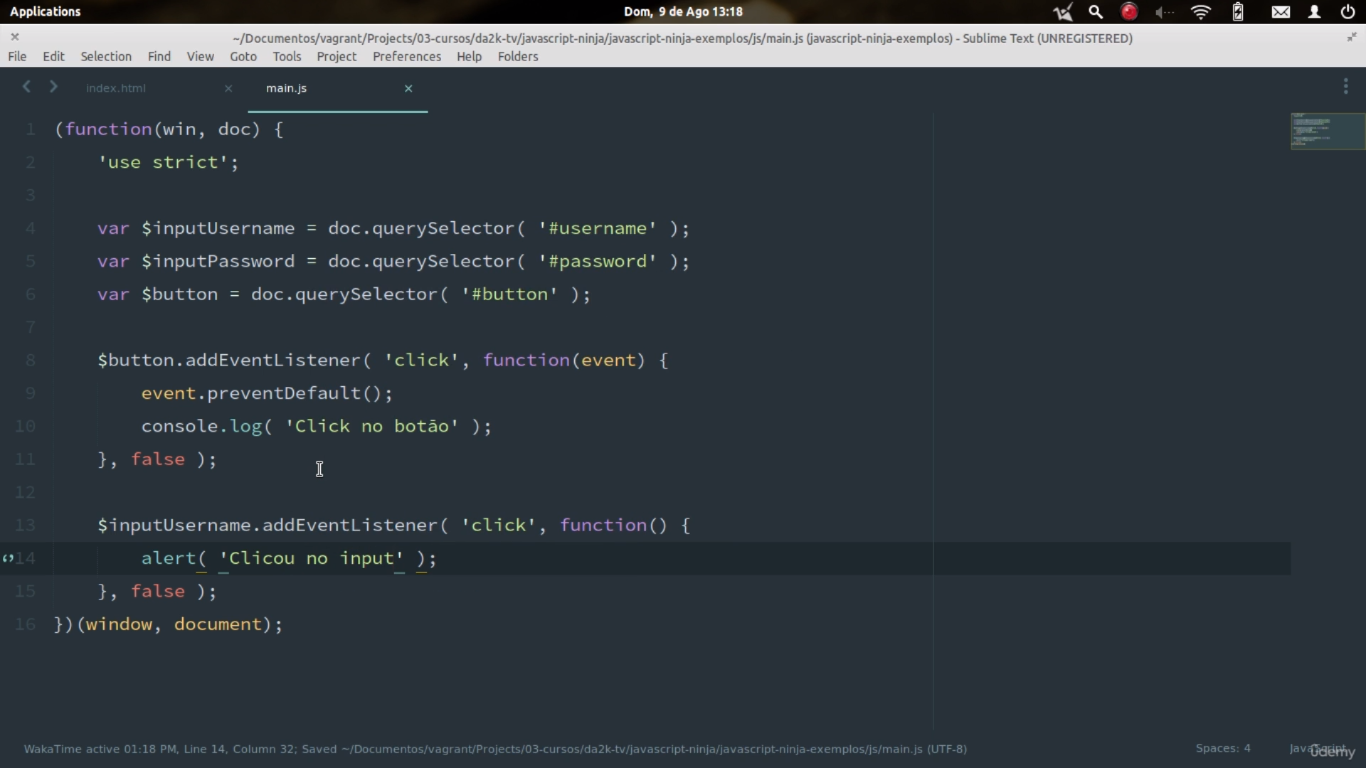 Applications
Dom, 9 de Ago 13:18
~/Documentos/vagrant/Projects/03-cursos/da2k-tv/javascript-ninja/javascript-ninja-exemplos/js/main.js (javascript-ninja-exemplos) - Sublime Text (UNREGISTERED)
File Edit Selection Find View Goto Tools Project Preferences Help Folders
index.html main.js
1 (function(win, doc) {
2     'use strict';
3
4     var $inputUsername = doc.querySelector( '#username' );
5     var $inputPassword = doc.querySelector( '#password' );
6     var $button = doc.querySelector( '#button' );
7
8     $button.addEventListener( 'click', function(event) {
9         event.preventDefault();
10         console.log( 'Click no botão' );
11     }, false );
12
13     $inputUsername.addEventListener( 'click', function() {
14         alert( 'Clicou no input' );
15     }, false );
16 })(window, document);
WakaTime active 01:18 PM, Line 14, Column 32; Saved ~/Documentos/vagrant/Projects/03-cursos/da2k-tv/javascript-ninja/javascript-ninja-exemplos/js/main.js (UTF-8)
Spaces: 4
JavaScript
ûdemy